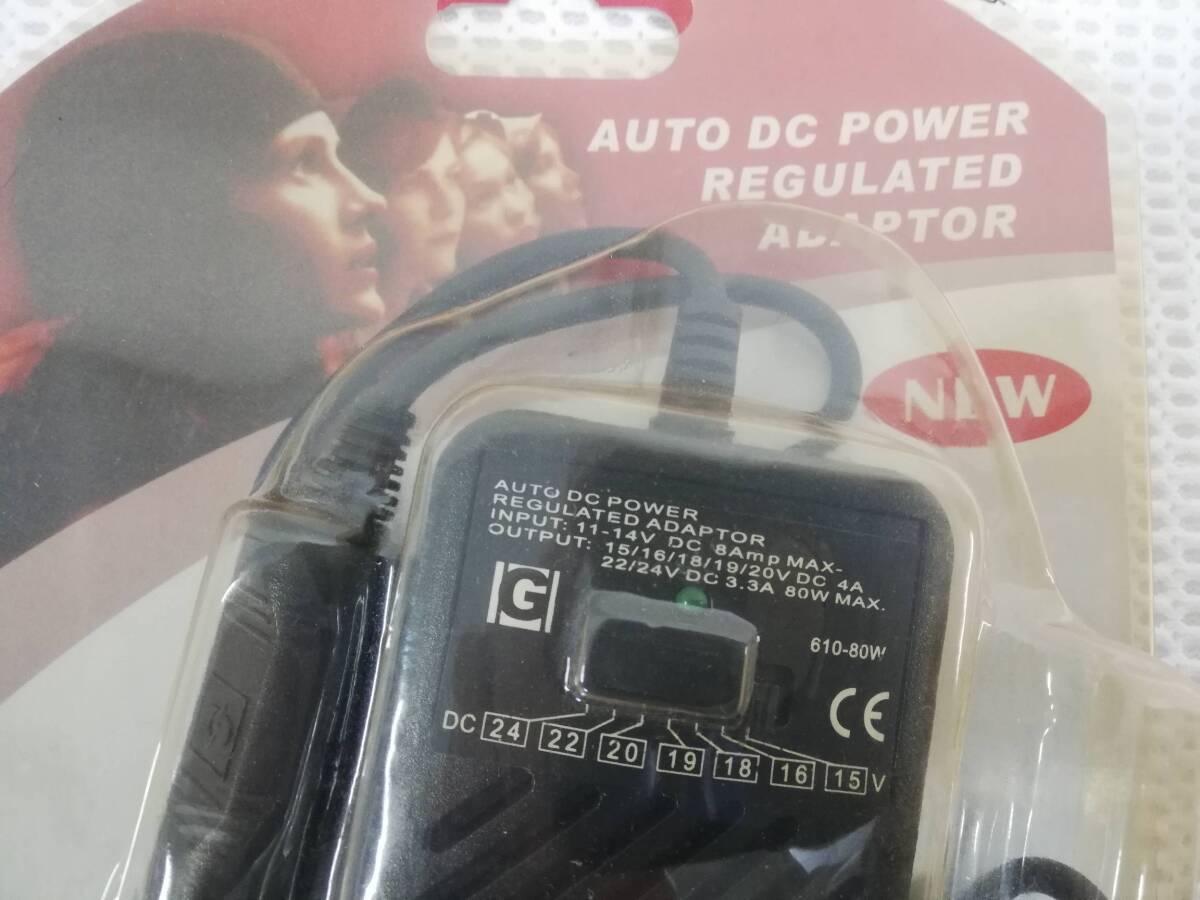 AUTO DC POWER
REGULATED
ADAPTOR
NEW
AUTO DC POWER
REGULATED ADAPTOR
INPUT: 11-14V DC 8Amp MAX-
OUTPUT: 15/16/18/19/20V DC 4A
22/24V DC 3.3A 80W MAX.
G
610-80W
CE
DC 24 22 20 19 18 16 15 V